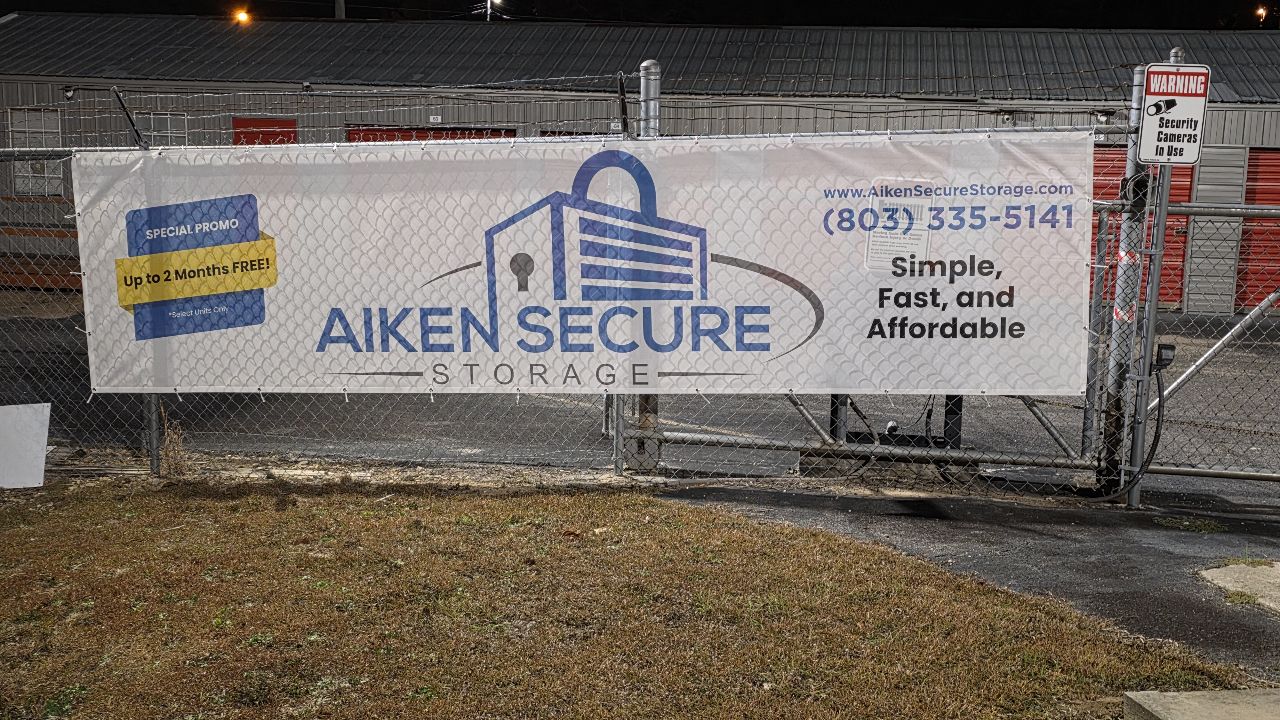 SPECIAL PROMO
Up to 2 Months FREE!
*Select Units Only
AIKEN SECURE
STORAGE
www.AikenSecureStorage.com
(803) 335-5141
Simple,
Fast, and
Affordable
WARNING
Security
Cameras
In Use